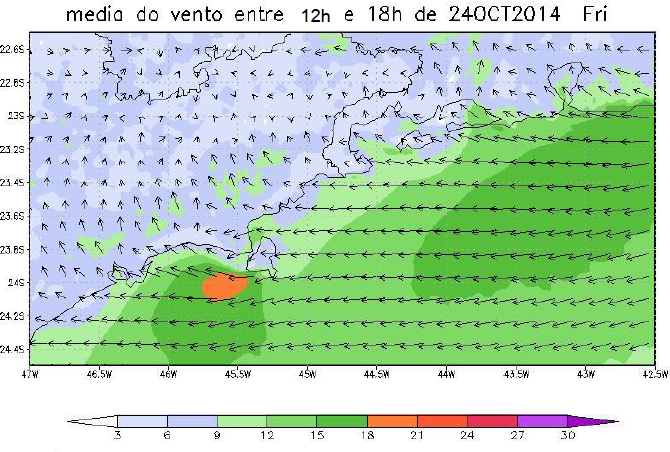 medio do vento entre 12h e 18h de 24OCT2014 Fri
22.6S
22.8S
23S
23.2S
23.4S
23.6S
23.8S
24S
24.2S
24.4S
47W 46.5W 46W 45.5W 45W 44.5W 44W 43.5W 43W 42.5W
3 6 9 12 15 18 21 24 27 30